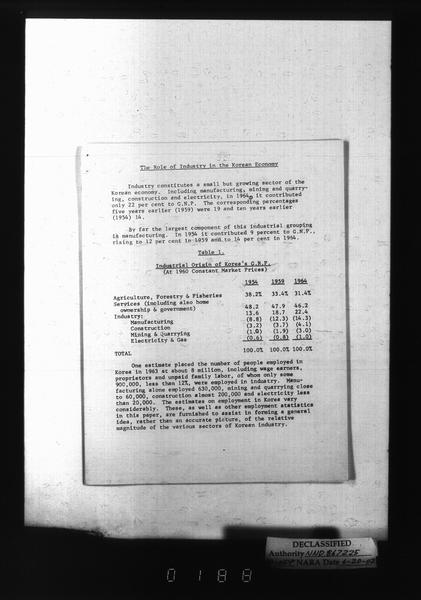 The Role of Industry in the Korean Economy
Industry constitutes a small but growing sector of the
Korean economy. Including manufacturing, mining and quarry-
ing, construction and electricity, in 1964, it contributed
only 22 per cent to G.N.P. The corresponding percentages
five years earlier (1959) were 19 and ten years earlier
(1954) 14.
By far the largest component of this industrial grouping
is manufacturing. In 1954 it contributed 9 percent to G.N.P.,
rising to 12 per cent in 1959 and to 14 per cent in 1964.
Table 1.
Industrial Origin of Korea's G.N.P.
(At 1960 Constant Market Prices)
1954 1959 1964
Agriculture, Forestry & Fisheries 38.2% 33.4% 31.4%
Services (including also home
ownership & government) 48.2 47.9 46.2
Industry: 13.6 18.7 22.4
Manufacturing (8.8) (12.3) (14.3)
Construction (3.2) (3.7) (4.1)
Mining & Quarrying (1.0) (1.9) (3.0)
Electricity & Gas (0.6) (0.8) (1.0)
TOTAL 100.0% 100.0% 100.0%
One estimate placed the number of people employed in
Korea in 1963 at about 8 million, including wage earners,
proprietors and unpaid family labor, of whom only some
900,000, less than 12%, were employed in industry. Manu-
facturing alone employed 630,000, mining and quarrying close
to 60,000, construction almost 200,000 and electricity less
than 20,000. The estimates on employment in Korea vary
considerably. These, as well as other employment statistics
in this paper, are furnished to assist in forming a general
idea, rather than an accurate picture, of the relative
magnitude of the various sectors of Korean industry.
DECLASSIFIED
Authority NND 867225
NARA Date
0188